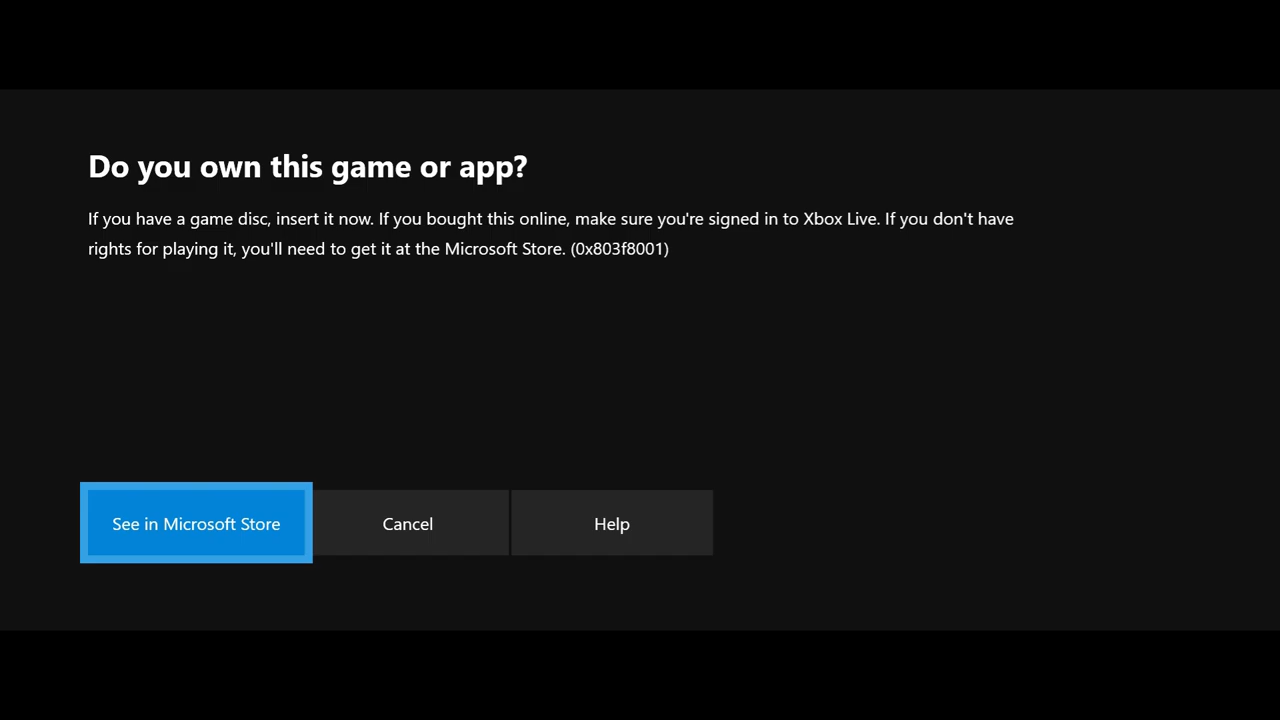 Do you own this game or app?
If you have a game disc, insert it now. If you bought this online, make sure you're signed in to Xbox Live. If you don't have
rights for playing it, you'll need to get it at the Microsoft Store. (0x803f8001)
See in Microsoft Store
Cancel
Help